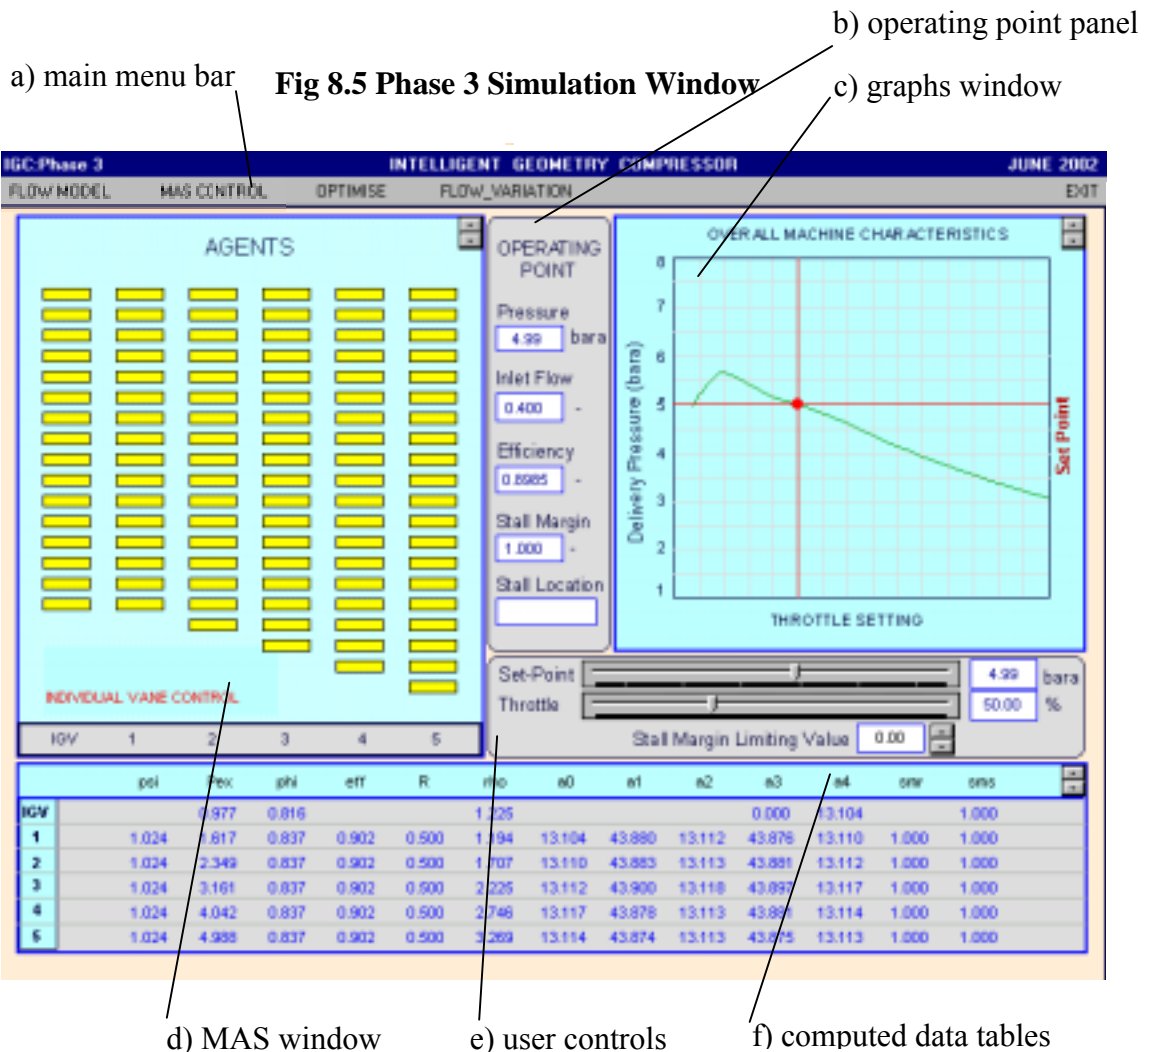 b) operating point panel
a) main menu bar
Fig 8.5 Phase 3 Simulation Window
c) graphs window
IGC:Phase 3 INTELLIGENT GEOMETRY COMPRESSOR JUNE 2002
FLOW MODEL MAS CONTROL OPTIMISE FLOW_VARIATION EXIT
AGENTS
INDIVIDUAL VANE CONTROL
IGV 1 2 3 4 5
OPERATING
POINT
Pressure
4.99 bara
Inlet Flow
0.400 -
Efficiency
0.8985 -
Stall Margin
1.000 -
Stall Location
OVERALL MACHINE CHARACTERISTICS
Delivery Pressure (bara)
8
7
6
5
4
3
2
1
Set Point
THROTTLE SETTING
Set-Point 4.99 bara
Throttle 50.00 %
Stall Margin Limiting Value 0.00
psi Pex phi eff R rho a0 a1 a2 a3 a4 smr sms
IGV 0.977 0.816 1.225 0.000 13.104 1.000
1 1.024 1.617 0.837 0.902 0.500 1.194 13.104 43.880 13.112 43.876 13.110 1.000 1.000
2 1.024 2.349 0.837 0.902 0.500 1.707 13.110 43.883 13.113 43.881 13.112 1.000 1.000
3 1.024 3.161 0.837 0.902 0.500 2.225 13.112 43.900 13.118 43.897 13.117 1.000 1.000
4 1.024 4.042 0.837 0.902 0.500 2.746 13.117 43.878 13.113 43.881 13.114 1.000 1.000
5 1.024 4.988 0.837 0.902 0.500 3.269 13.114 43.874 13.113 43.875 13.113 1.000 1.000
d) MAS window
e) user controls
f) computed data tables